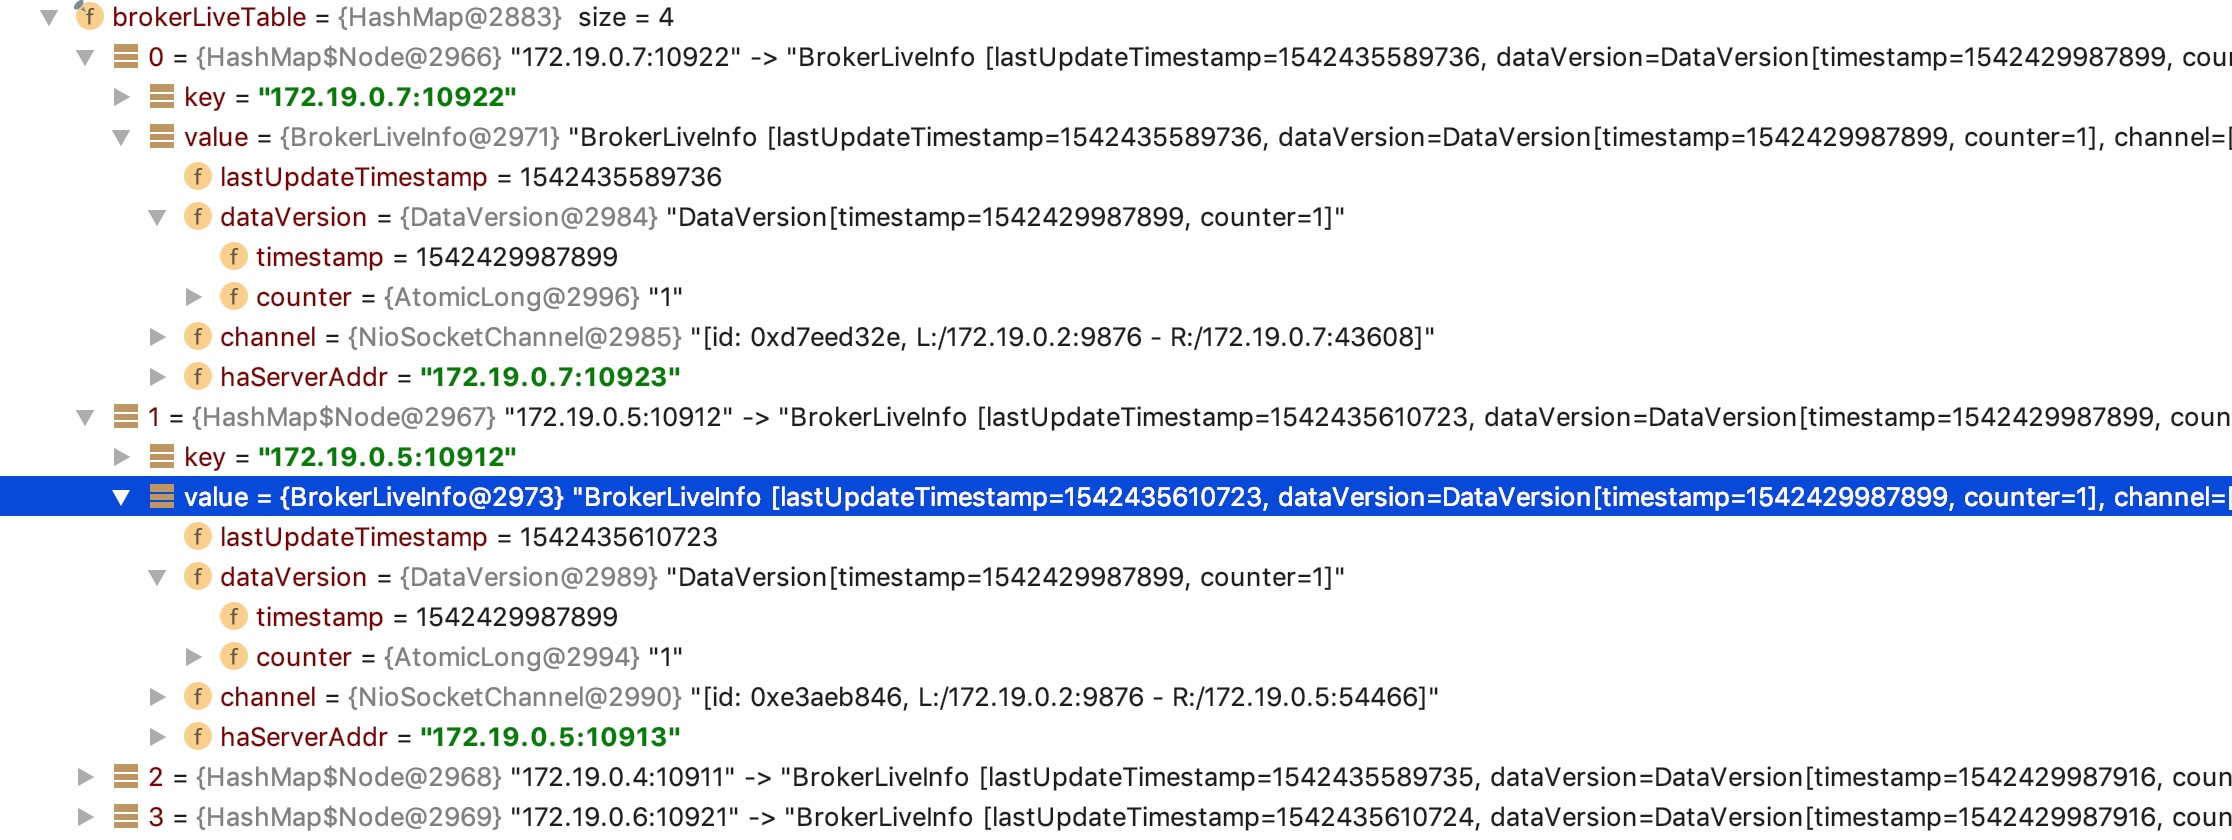 brokerLiveTable = {HashMap@2883} size = 4
0 = {HashMap$Node@2966} "172.19.0.7:10922" -> "BrokerLiveInfo [lastUpdateTimestamp=1542435589736, dataVersion=DataVersion[timestamp=1542429987899, cou
key = "172.19.0.7:10922"
value = {BrokerLiveInfo@2971} "BrokerLiveInfo [lastUpdateTimestamp=1542435589736, dataVersion=DataVersion[timestamp=1542429987899, counter=1], channel=[
f lastUpdateTimestamp = 1542435589736
f dataVersion = {DataVersion@2984} "DataVersion[timestamp=1542429987899, counter=1]"
f timestamp = 1542429987899
f counter = {AtomicLong@2996} "1"
f channel = {NioSocketChannel@2985} "[id: 0xd7eed32e, L:/172.19.0.2:9876 - R:/172.19.0.7:43608]"
f haServerAddr = "172.19.0.7:10923"
1 = {HashMap$Node@2967} "172.19.0.5:10912" -> "BrokerLiveInfo [lastUpdateTimestamp=1542435610723, dataVersion=DataVersion[timestamp=1542429987899, coun
key = "172.19.0.5:10912"
value = {BrokerLiveInfo@2973} "BrokerLiveInfo [lastUpdateTimestamp=1542435610723, dataVersion=DataVersion[timestamp=1542429987899, counter=1], channel=[
f lastUpdateTimestamp = 1542435610723
f dataVersion = {DataVersion@2989} "DataVersion[timestamp=1542429987899, counter=1]"
f timestamp = 1542429987899
f counter = {AtomicLong@2994} "1"
f channel = {NioSocketChannel@2990} "[id: 0xe3aeb846, L:/172.19.0.2:9876 - R:/172.19.0.5:54466]"
f haServerAddr = "172.19.0.5:10913"
2 = {HashMap$Node@2968} "172.19.0.4:10911" -> "BrokerLiveInfo [lastUpdateTimestamp=1542435589735, dataVersion=DataVersion[timestamp=1542429987916, coun
3 = {HashMap$Node@2969} "172.19.0.6:10921" -> "BrokerLiveInfo [lastUpdateTimestamp=1542435610724, dataVersion=DataVersion[timestamp=1542429987916, coun